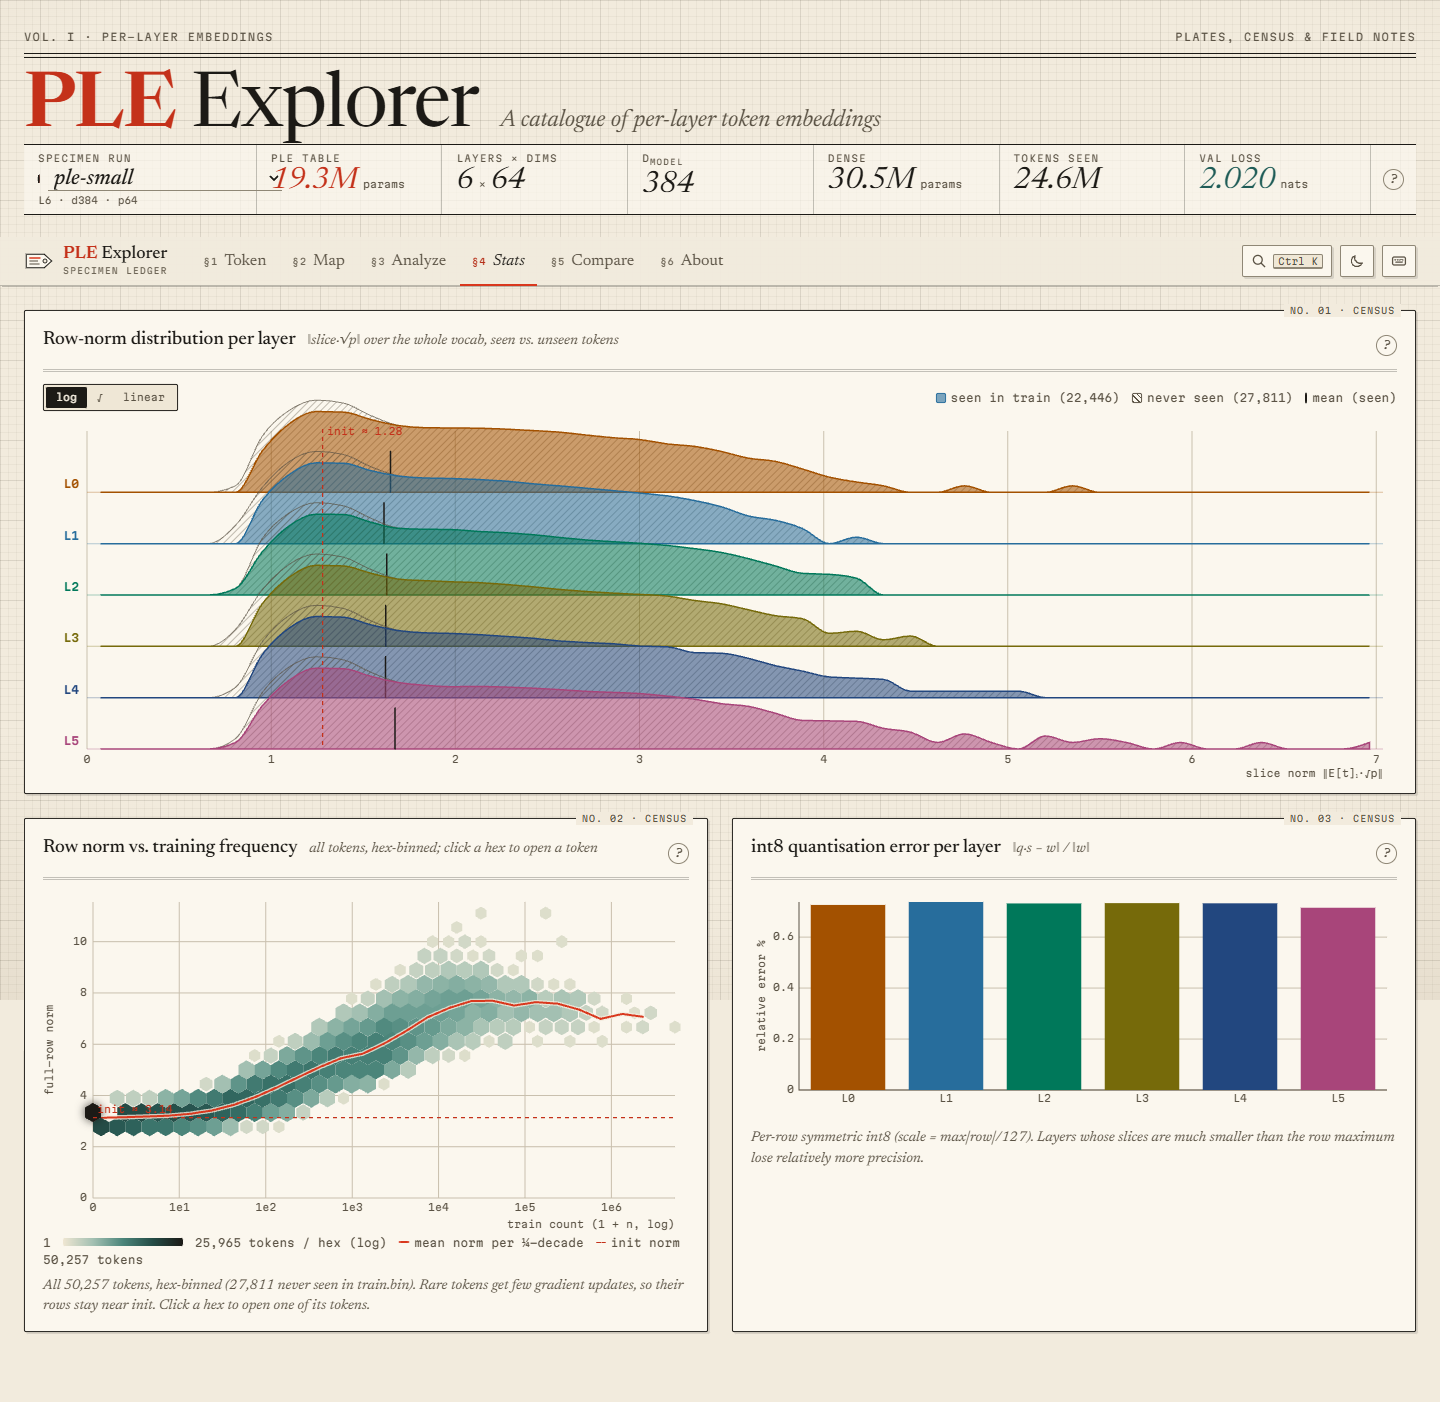 VOL. I · PER-LAYER EMBEDDINGS
PLATES, CENSUS & FIELD NOTES
PLE Explorer
A catalogue of per-layer token embeddings
SPECIMEN RUN
ple-small
L6 · d384 · p64
PLE TABLE
19.3M params
LAYERS × DIMS
6 × 64
DMODEL
384
DENSE
30.5M params
TOKENS SEEN
24.6M
VAL LOSS
2.020 nats
?
PLE Explorer
SPECIMEN LEDGER
§1 Token
§2 Map
§3 Analyze
§4 Stats
§5 Compare
§6 About
Ctrl K
NO. 01 · CENSUS
Row-norm distribution per layer
‖slice·√p‖ over the whole vocab, seen vs. unseen tokens
?
log
√
linear
seen in train (22,446)
never seen (27,811)
mean (seen)
init ≈ 1.28
L0
L1
L2
L3
L4
L5
0 1 2 3 4 5 6 7
slice norm ‖E[t]ᵢ·√p‖
NO. 02 · CENSUS
Row norm vs. training frequency
all tokens, hex-binned; click a hex to open a token
?
full-row norm
10
8
6
4
2
0
0 1e1 1e2 1e3 1e4 1e5 1e6
train count (1 + n, log)
1
25,965 tokens / hex (log)
mean norm per ¼-decade
init norm
50,257 tokens
All 50,257 tokens, hex-binned (27,811 never seen in train.bin). Rare tokens get few gradient updates, so their
rows stay near init. Click a hex to open one of its tokens.
NO. 03 · CENSUS
int8 quantisation error per layer
‖q·s − w‖ / ‖w‖
?
relative error %
0.6
0.4
0.2
0
L0 L1 L2 L3 L4 L5
Per-row symmetric int8 (scale = max|row|/127). Layers whose slices are much smaller than the row maximum
lose relatively more precision.